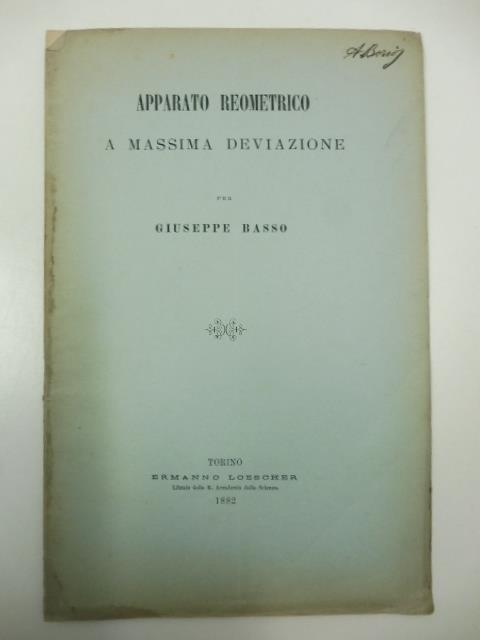 APPARATO REOMETRICO
A MASSIMA DEVIAZIONE
PER
GIUSEPPE BASSO
TORINO
ERMANNO LOESCHER
Libraio della R. Accademia delle Scienze.
1882